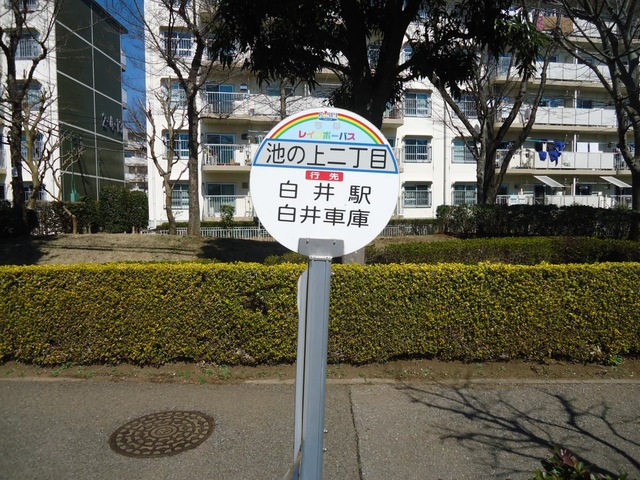 レインボーバス
池の上二丁目
行先
白井駅
白井車庫